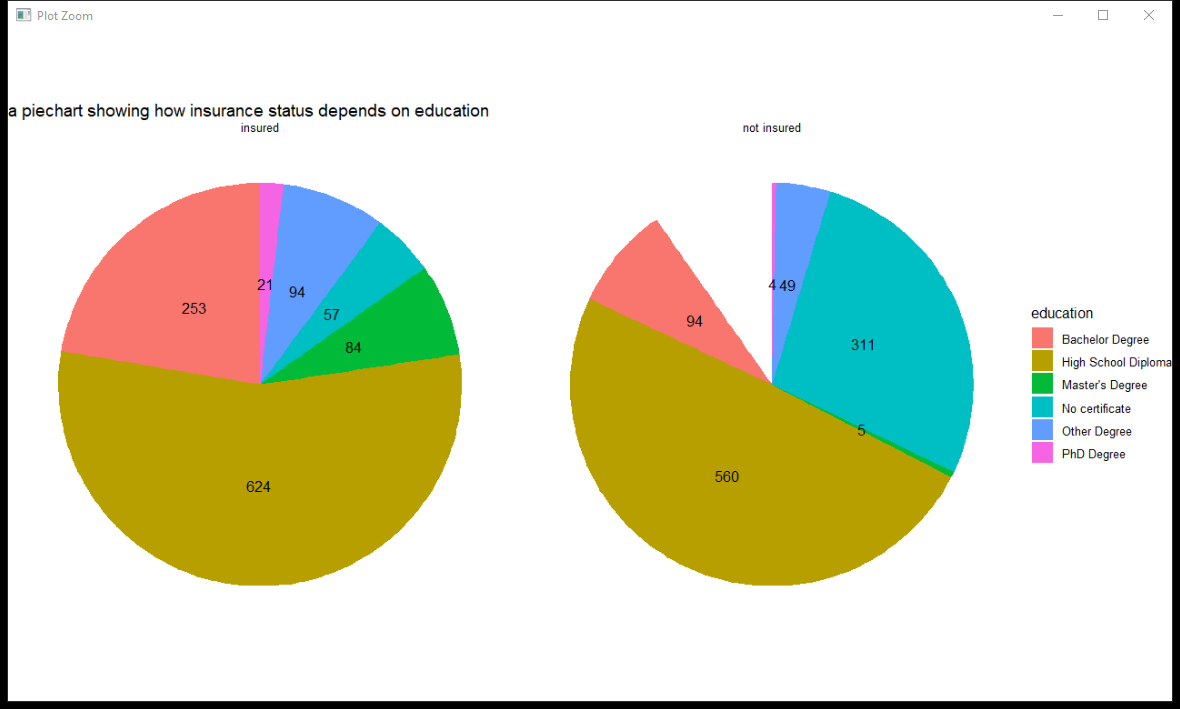 Plot Zoom
a piechart showing how insurance status depends on education
insured
not insured
253
21
94
57
84
624
4
49
311
94
5
560
education
Bachelor Degree
High School Diploma
Master's Degree
No certificate
Other Degree
PhD Degree